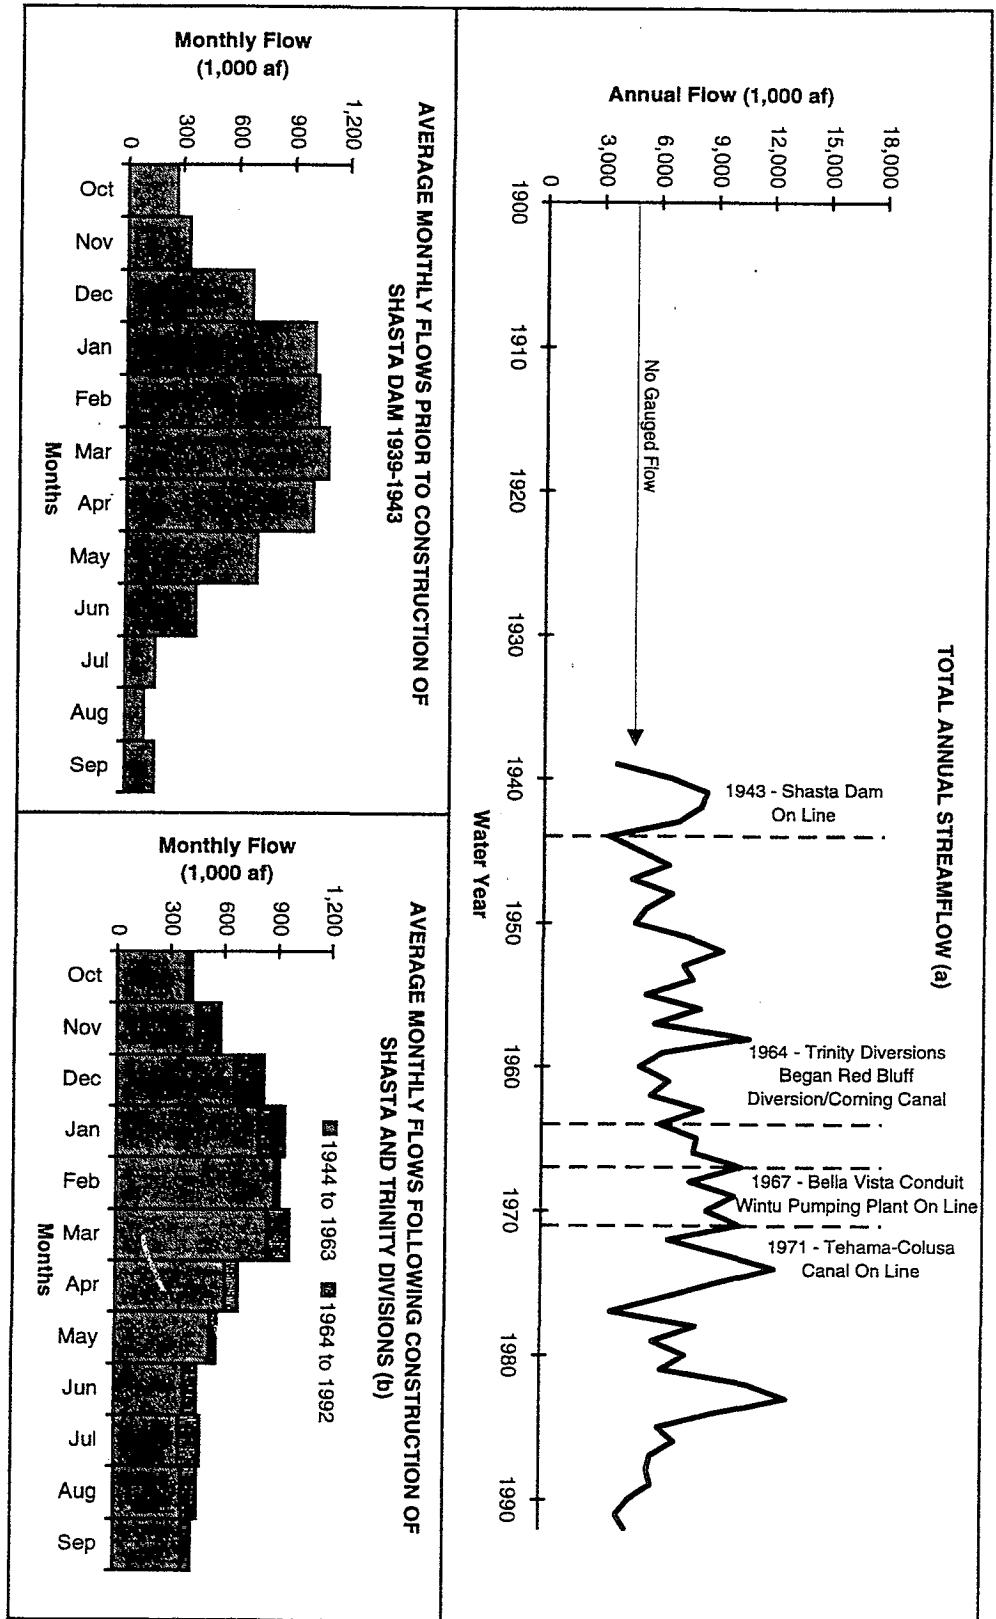 TOTAL ANNUAL STREAMFLOW (a)
Annual Flow (1,000 af)
18,000
15,000
12,000
9,000
6,000
3,000
0
No Gauged Flow
1943 - Shasta Dam
On Line
1964 - Trinity Diversions
Began Red Bluff
Diversion/Corning Canal
1967 - Bella Vista Conduit
Wintu Pumping Plant On Line
1971 - Tehama-Colusa
Canal On Line
1900 1910 1920 1930 1940 1950 1960 1970 1980 1990
Water Year
AVERAGE MONTHLY FLOWS PRIOR TO CONSTRUCTION OF
SHASTA DAM 1939-1943
Monthly Flow
(1,000 af)
1,200
900
600
300
0
Oct Nov Dec Jan Feb Mar Apr May Jun Jul Aug Sep
Months
AVERAGE MONTHLY FLOWS FOLLOWING CONSTRUCTION OF
SHASTA AND TRINITY DIVISIONS (b)
1944 to 1963 1964 to 1992
Monthly Flow
(1,000 af)
1,200
900
600
300
0
Oct Nov Dec Jan Feb Mar Apr May Jun Jul Aug Sep
Months